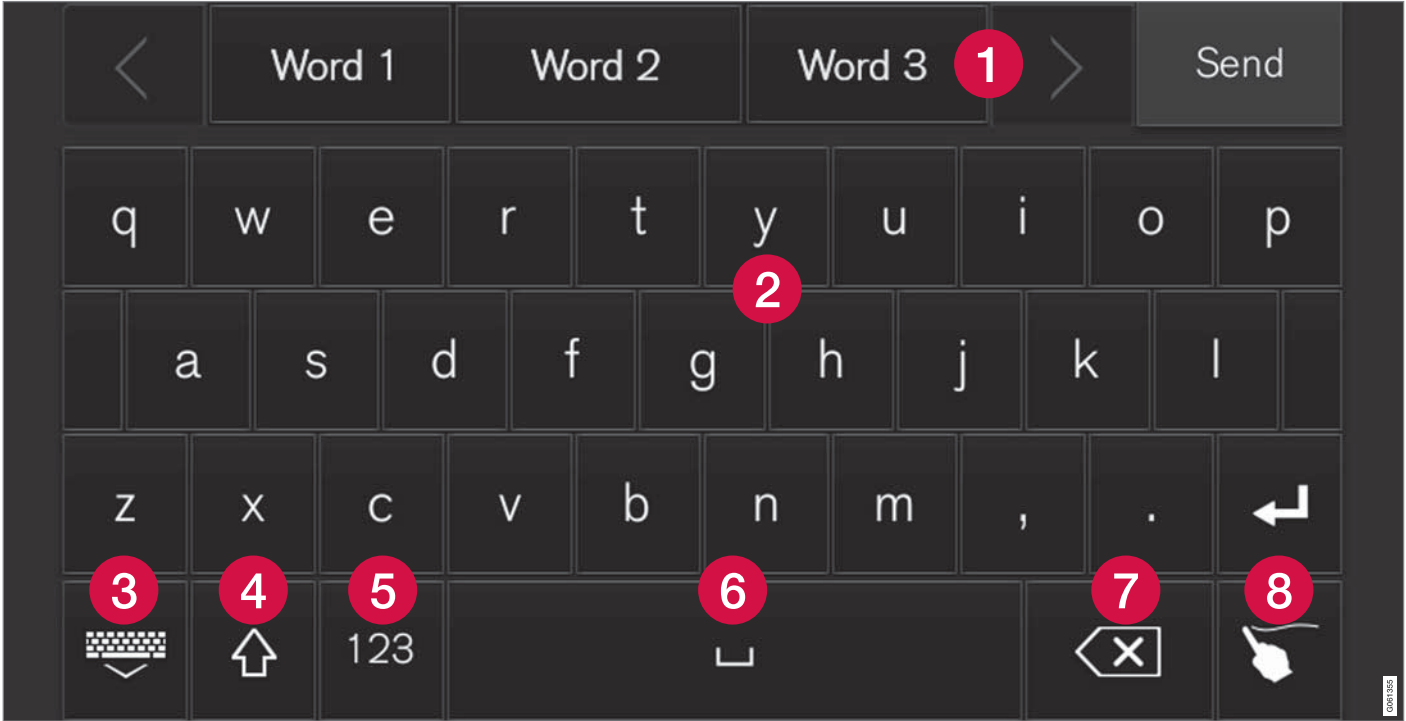 Word 1 Word 2 Word 3 1 Send
q w e r t y u i o p
2
a s d f g h j k l
z x c v b n m , .
3 4 5 6 7 8
123
G061355